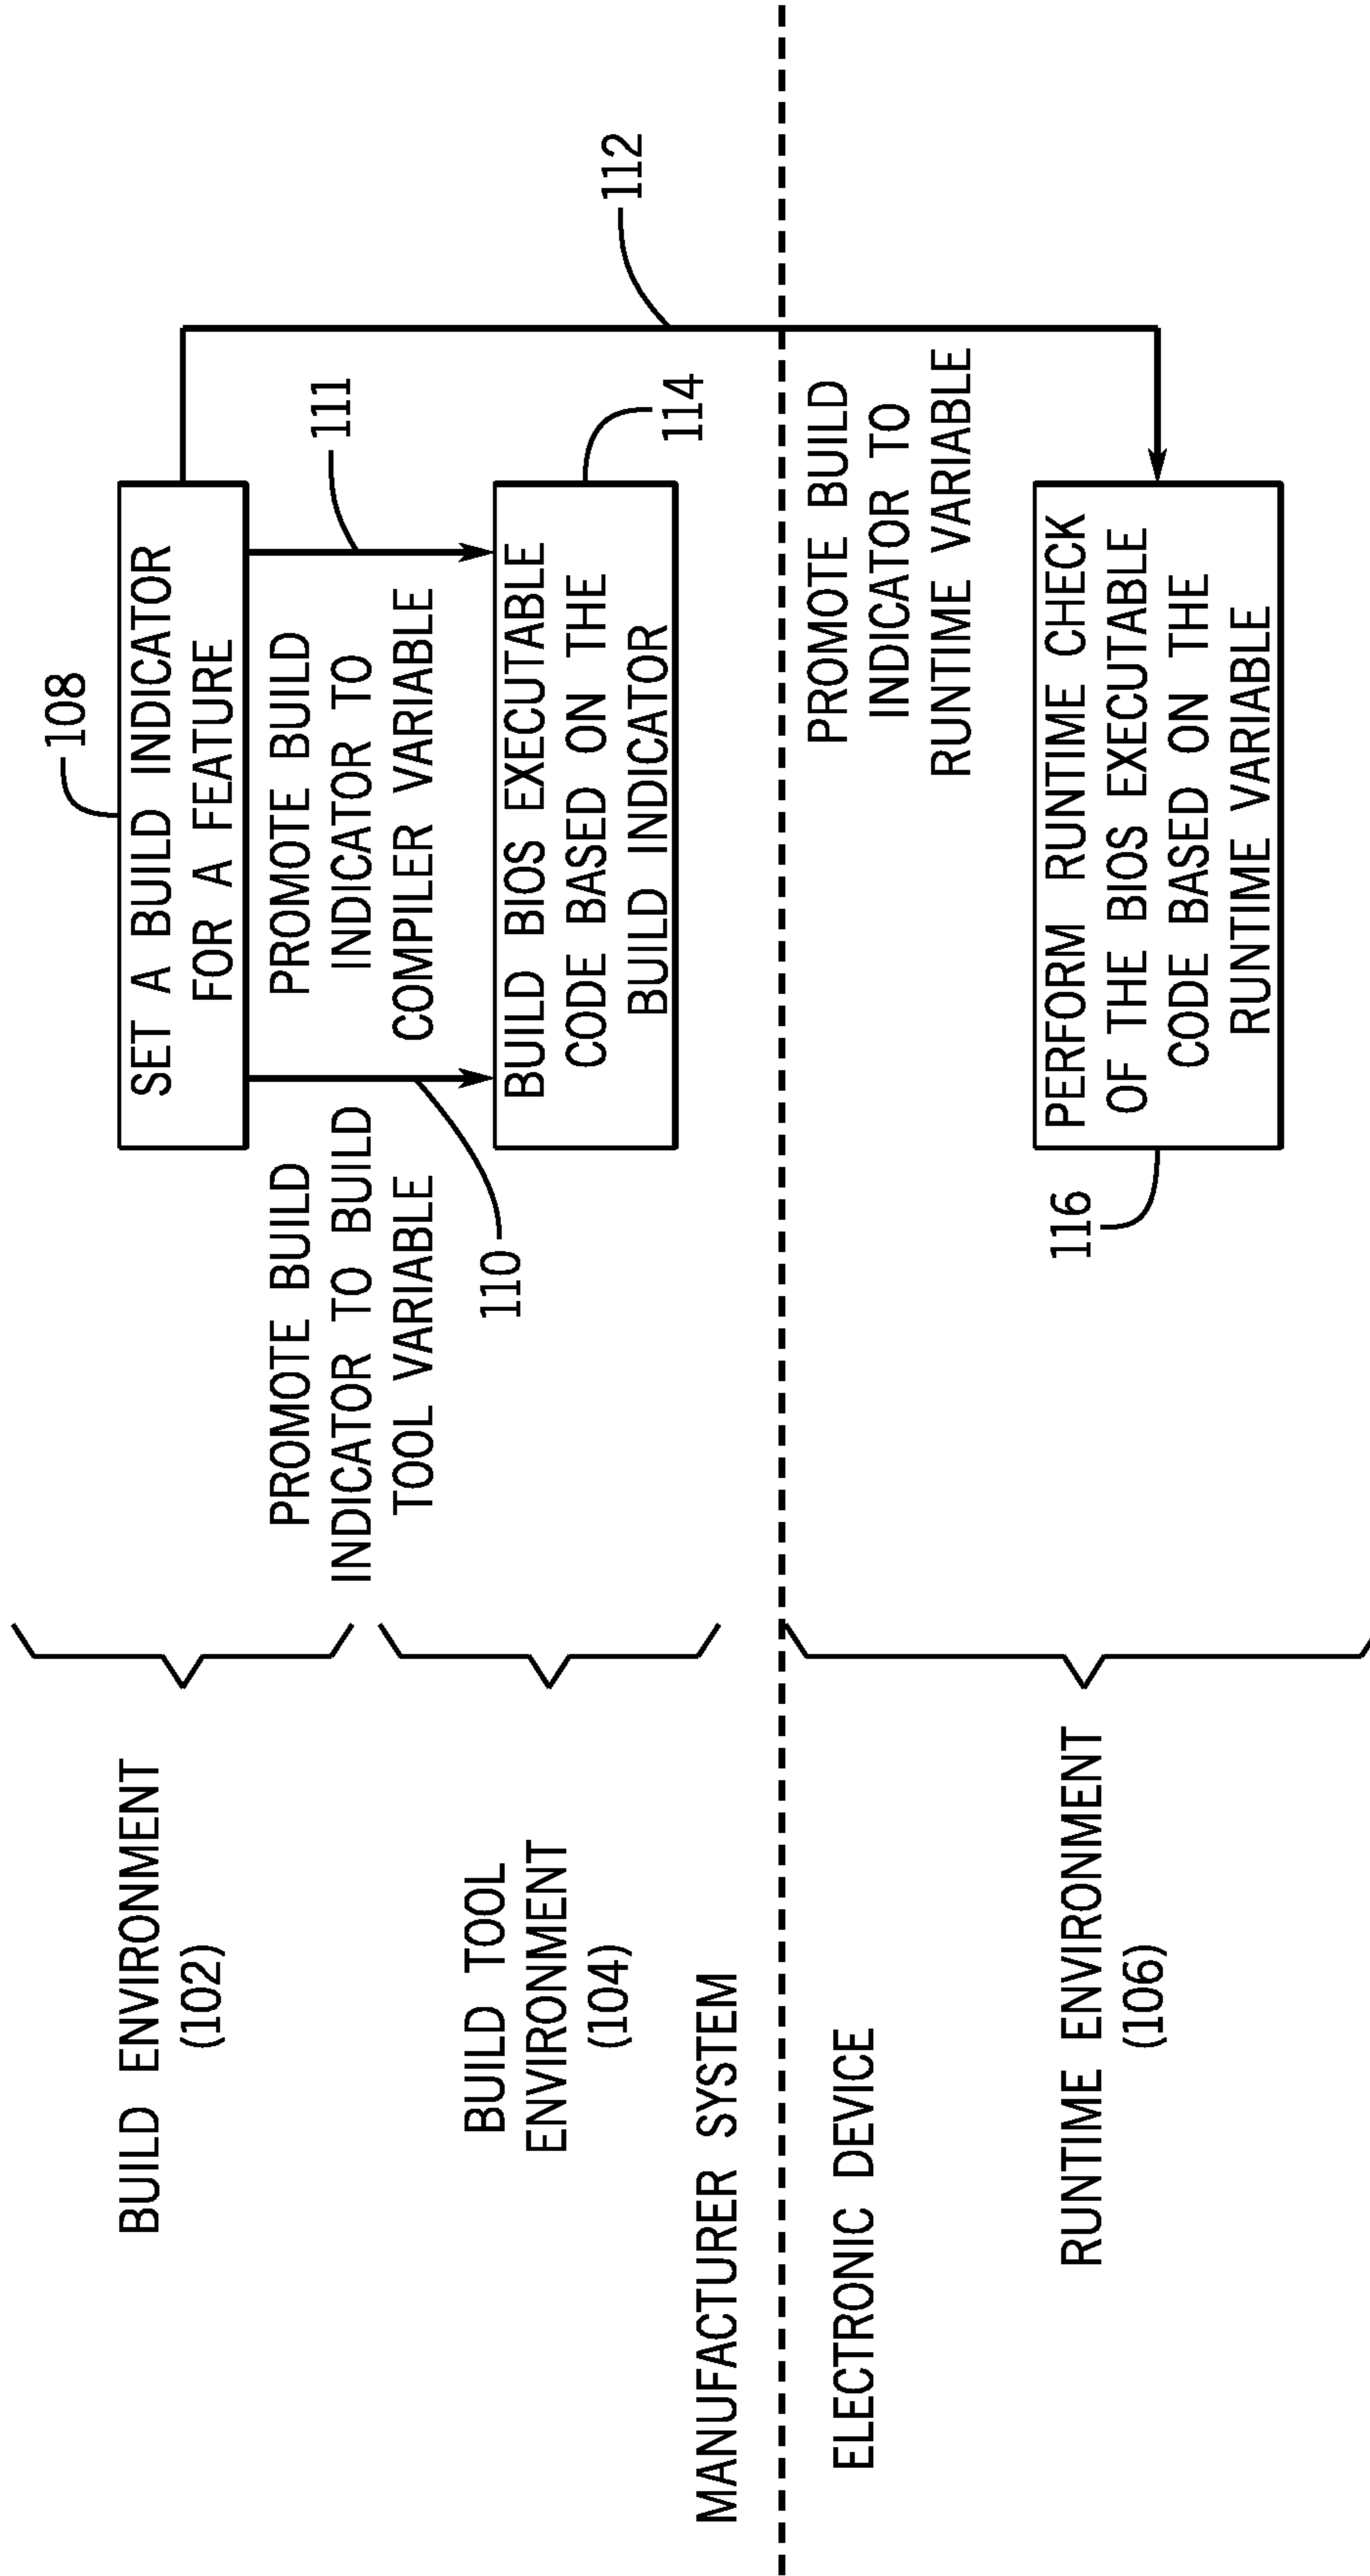 BUILD ENVIRONMENT
(102)
108
SET A BUILD INDICATOR
FOR A FEATURE
PROMOTE BUILD
INDICATOR TO BUILD
TOOL VARIABLE
110
PROMOTE BUILD
INDICATOR TO
COMPILER VARIABLE
111
112
BUILD TOOL
ENVIRONMENT
(104)
BUILD BIOS EXECUTABLE
CODE BASED ON THE
BUILD INDICATOR
114
MANUFACTURER SYSTEM
ELECTRONIC DEVICE
PROMOTE BUILD
INDICATOR TO
RUNTIME VARIABLE
RUNTIME ENVIRONMENT
(106)
116
PERFORM RUNTIME CHECK
OF THE BIOS EXECUTABLE
CODE BASED ON THE
RUNTIME VARIABLE